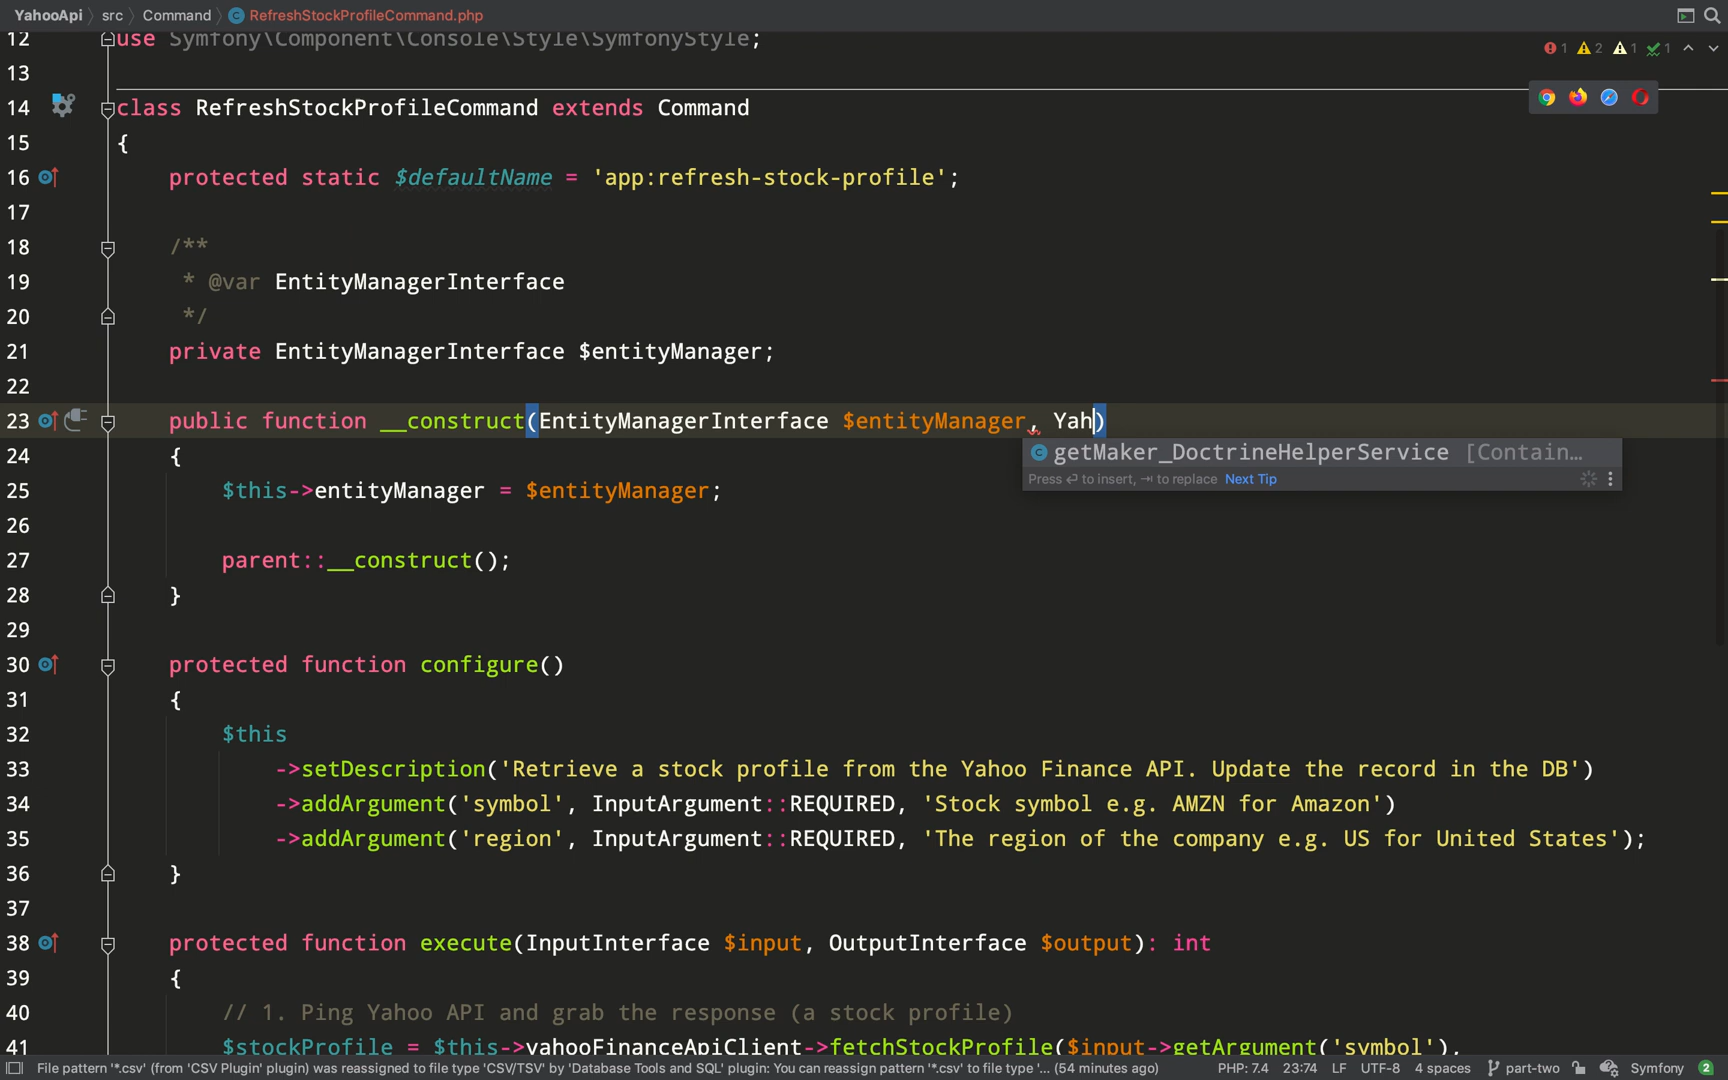 YahooApi src Command RefreshStockProfileCommand.php
12 use Symfony\Component\Console\Style\SymfonyStyle;
1 2 1 1
13
14 class RefreshStockProfileCommand extends Command
15 {
16 protected static $defaultName = 'app:refresh-stock-profile';
17
18 /**
19 * @var EntityManagerInterface
20 */
21 private EntityManagerInterface $entityManager;
22
23 public function __construct(EntityManagerInterface $entityManager, Yah)
24 {
getMaker_DoctrineHelperService [Contain…
Press ↩ to insert, ⇥ to replace Next Tip
25 $this->entityManager = $entityManager;
26
27 parent::__construct();
28 }
29
30 protected function configure()
31 {
32 $this
33 ->setDescription('Retrieve a stock profile from the Yahoo Finance API. Update the record in the DB')
34 ->addArgument('symbol', InputArgument::REQUIRED, 'Stock symbol e.g. AMZN for Amazon')
35 ->addArgument('region', InputArgument::REQUIRED, 'The region of the company e.g. US for United States');
36 }
37
38 protected function execute(InputInterface $input, OutputInterface $output): int
39 {
40 // 1. Ping Yahoo API and grab the response (a stock profile)
41 $stockProfile = $this->yahooFinanceApiClient->fetchStockProfile($input->getArgument('symbol'),
File pattern '*.csv' (from 'CSV Plugin' plugin) was reassigned to file type 'CSV/TSV' by 'Database Tools and SQL' plugin: You can reassign pattern '*.csv' to file type '... (54 minutes ago) PHP: 7.4 23:74 LF UTF-8 4 spaces part-two Symfony 2